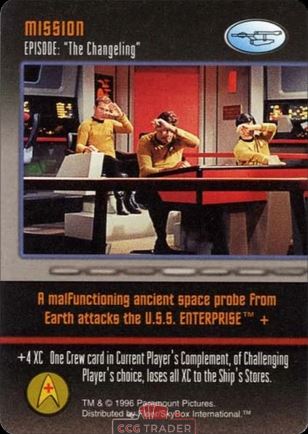 MISSION
EPISODE: "The Changeling"
A malfunctioning ancient space probe from
Earth attacks the U.S.S. ENTERPRISE™ +
+4 XC One Crew card in Current Player's Complement, of Challenging
Player's choice, loses all XC to the Ship's Stores.
TM & © 1996 Paramount Pictures.
Distributed by Fleer/SkyBox International.™
CCG TRADER